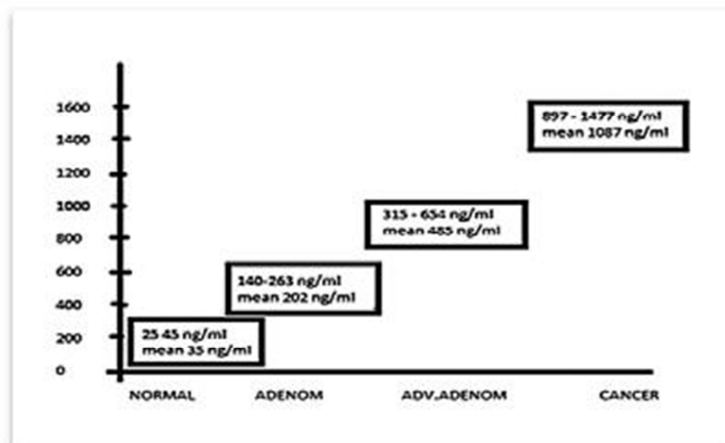 1600
1400
1200
1000
800
600
400
200
0
897 - 1477 ng/ml
mean 1087 ng/ml
315 - 654 ng/ml
mean 485 ng/ml
140-263 ng/ml
mean 202 ng/ml
25 45 ng/ml
mean 35 ng/ml
NORMAL ADENOM ADV.ADENOM CANCER